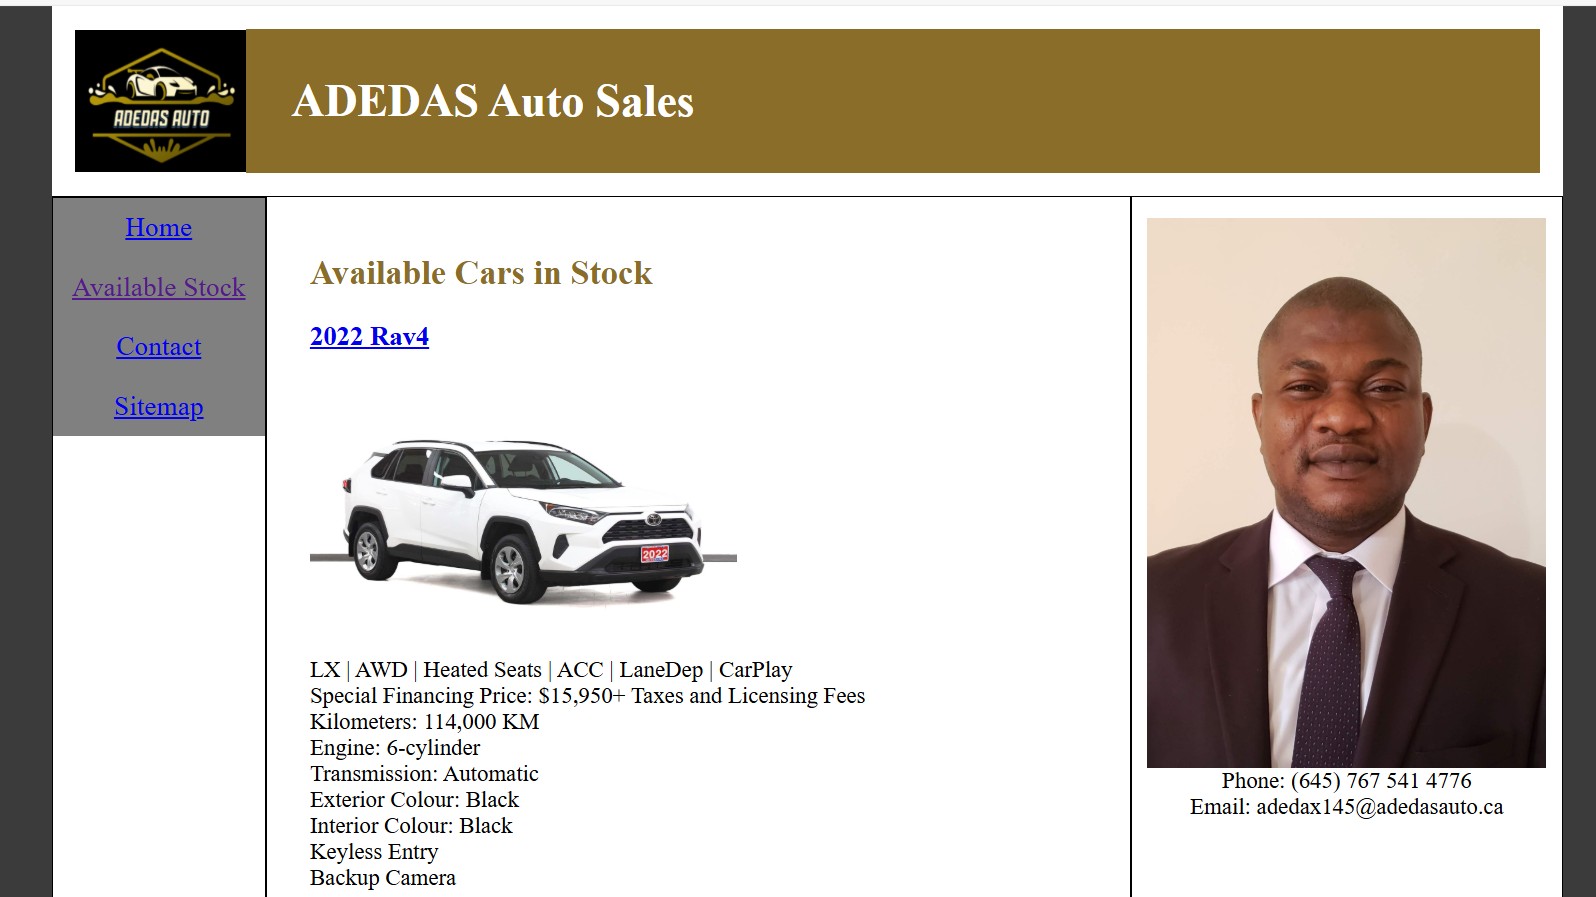 ADEDAS AUTO
ADEDAS Auto Sales
Home
Available Stock
Contact
Sitemap
Available Cars in Stock
2022 Rav4
2022
LX | AWD | Heated Seats | ACC | LaneDep | CarPlay
Special Financing Price: $15,950+ Taxes and Licensing Fees
Kilometers: 114,000 KM
Engine: 6-cylinder
Transmission: Automatic
Exterior Colour: Black
Interior Colour: Black
Keyless Entry
Backup Camera
Phone: (645) 767 541 4776
Email: adedax145@adedasauto.ca